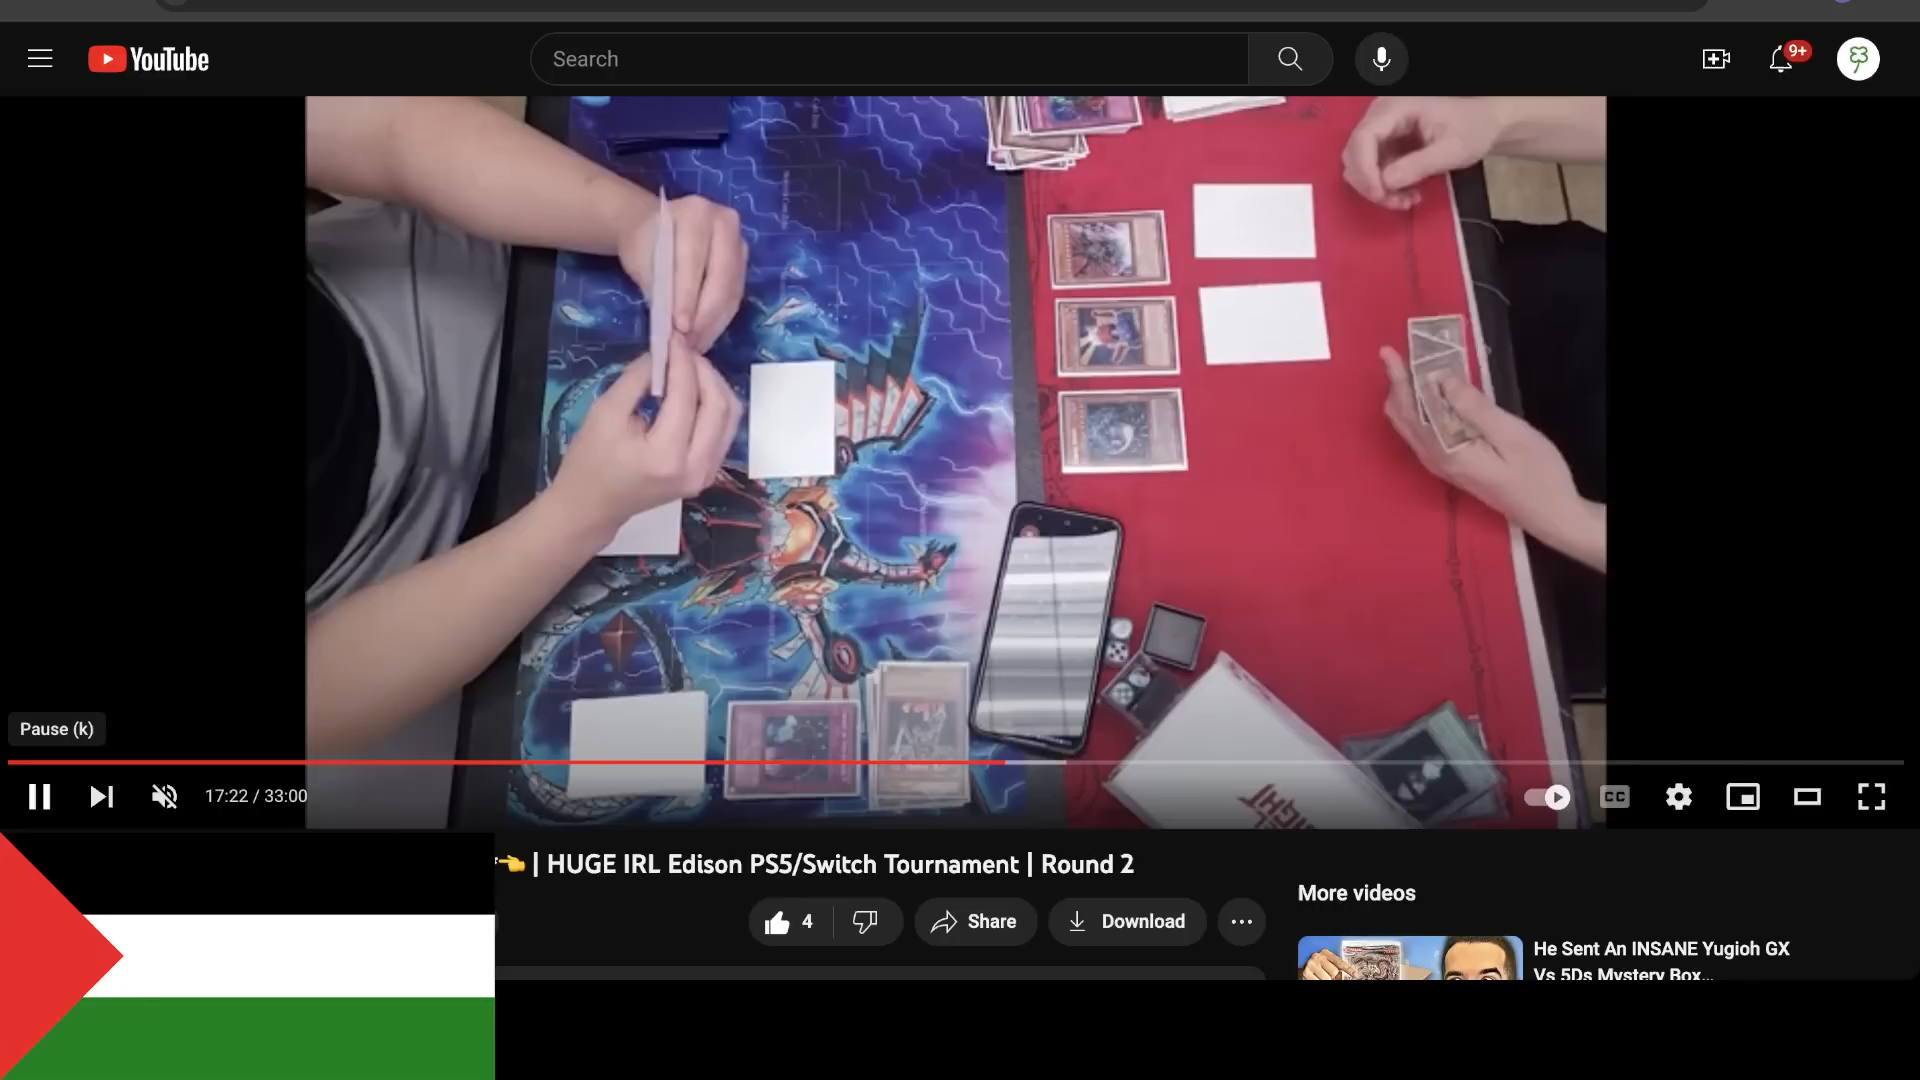 YouTube
Search
9+
Pause (k)
17:22 / 33:00
CC
👈 | HUGE IRL Edison PS5/Switch Tournament | Round 2
4
Share
Download
More videos
He Sent An INSANE Yugioh GX
Vs 5Ds Mystery Box...